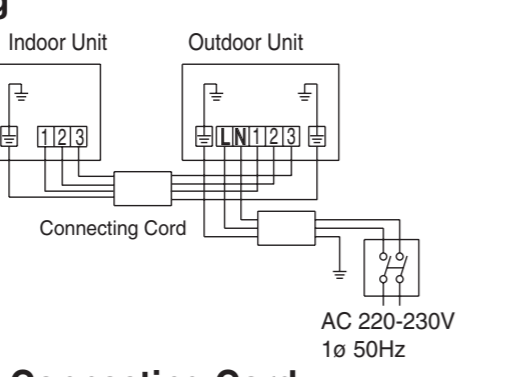 g
Indoor Unit
Outdoor Unit
1 2 3
L N 1 2 3
Connecting Cord
AC 220-230V
1ø 50Hz
Connecting Cord